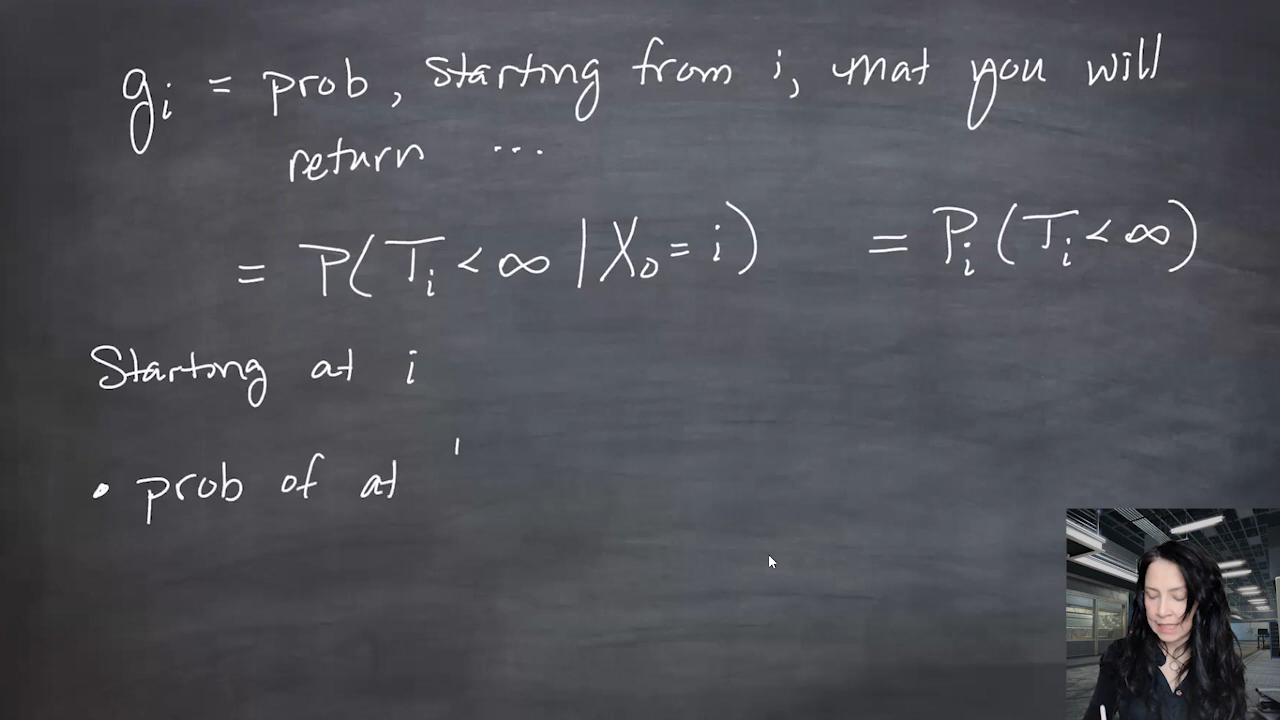 gᵢ = prob, starting from i, that you will
return ...
= P(Tᵢ < ∞ | X₀ = i) = Pᵢ(Tᵢ < ∞)
Starting at i
• prob of at